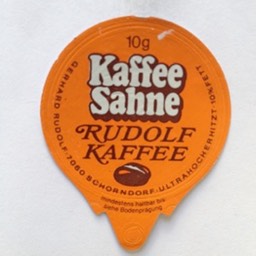 10g
Kaffee
Sahne
RUDOLF
KAFFEE
GERHARD RUDOLF·7060 SCHORNDORF·ULTRAHOCHERHITZT·10% FETT
mindestens haltbar bis
Siehe Bodenprägung